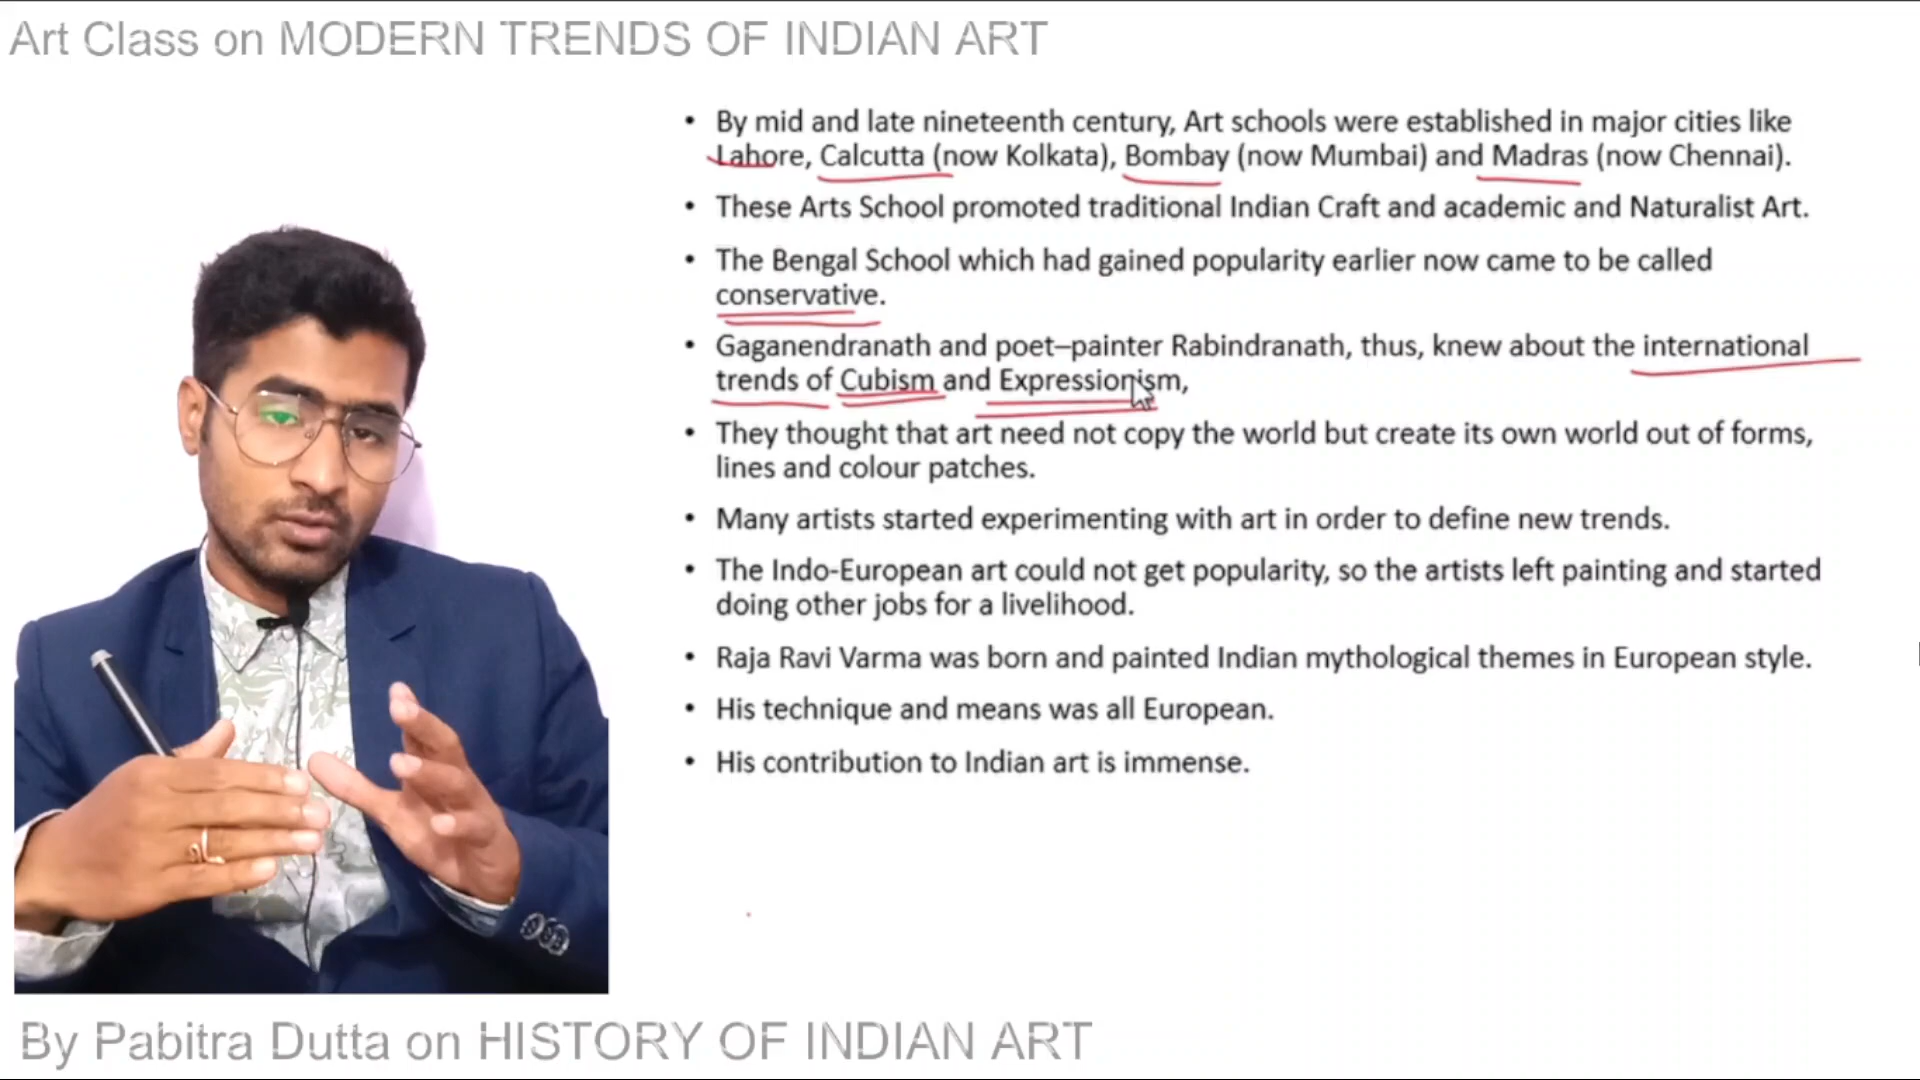 Art Class on MODERN TRENDS OF INDIAN ART
• By mid and late nineteenth century, Art schools were established in major cities like
Lahore, Calcutta (now Kolkata), Bombay (now Mumbai) and Madras (now Chennai).
• These Arts School promoted traditional Indian Craft and academic and Naturalist Art.
• The Bengal School which had gained popularity earlier now came to be called
conservative.
• Gaganendranath and poet–painter Rabindranath, thus, knew about the international
trends of Cubism and Expressionism,
• They thought that art need not copy the world but create its own world out of forms,
lines and colour patches.
• Many artists started experimenting with art in order to define new trends.
• The Indo-European art could not get popularity, so the artists left painting and started
doing other jobs for a livelihood.
• Raja Ravi Varma was born and painted Indian mythological themes in European style.
• His technique and means was all European.
• His contribution to Indian art is immense.
By Pabitra Dutta on HISTORY OF INDIAN ART